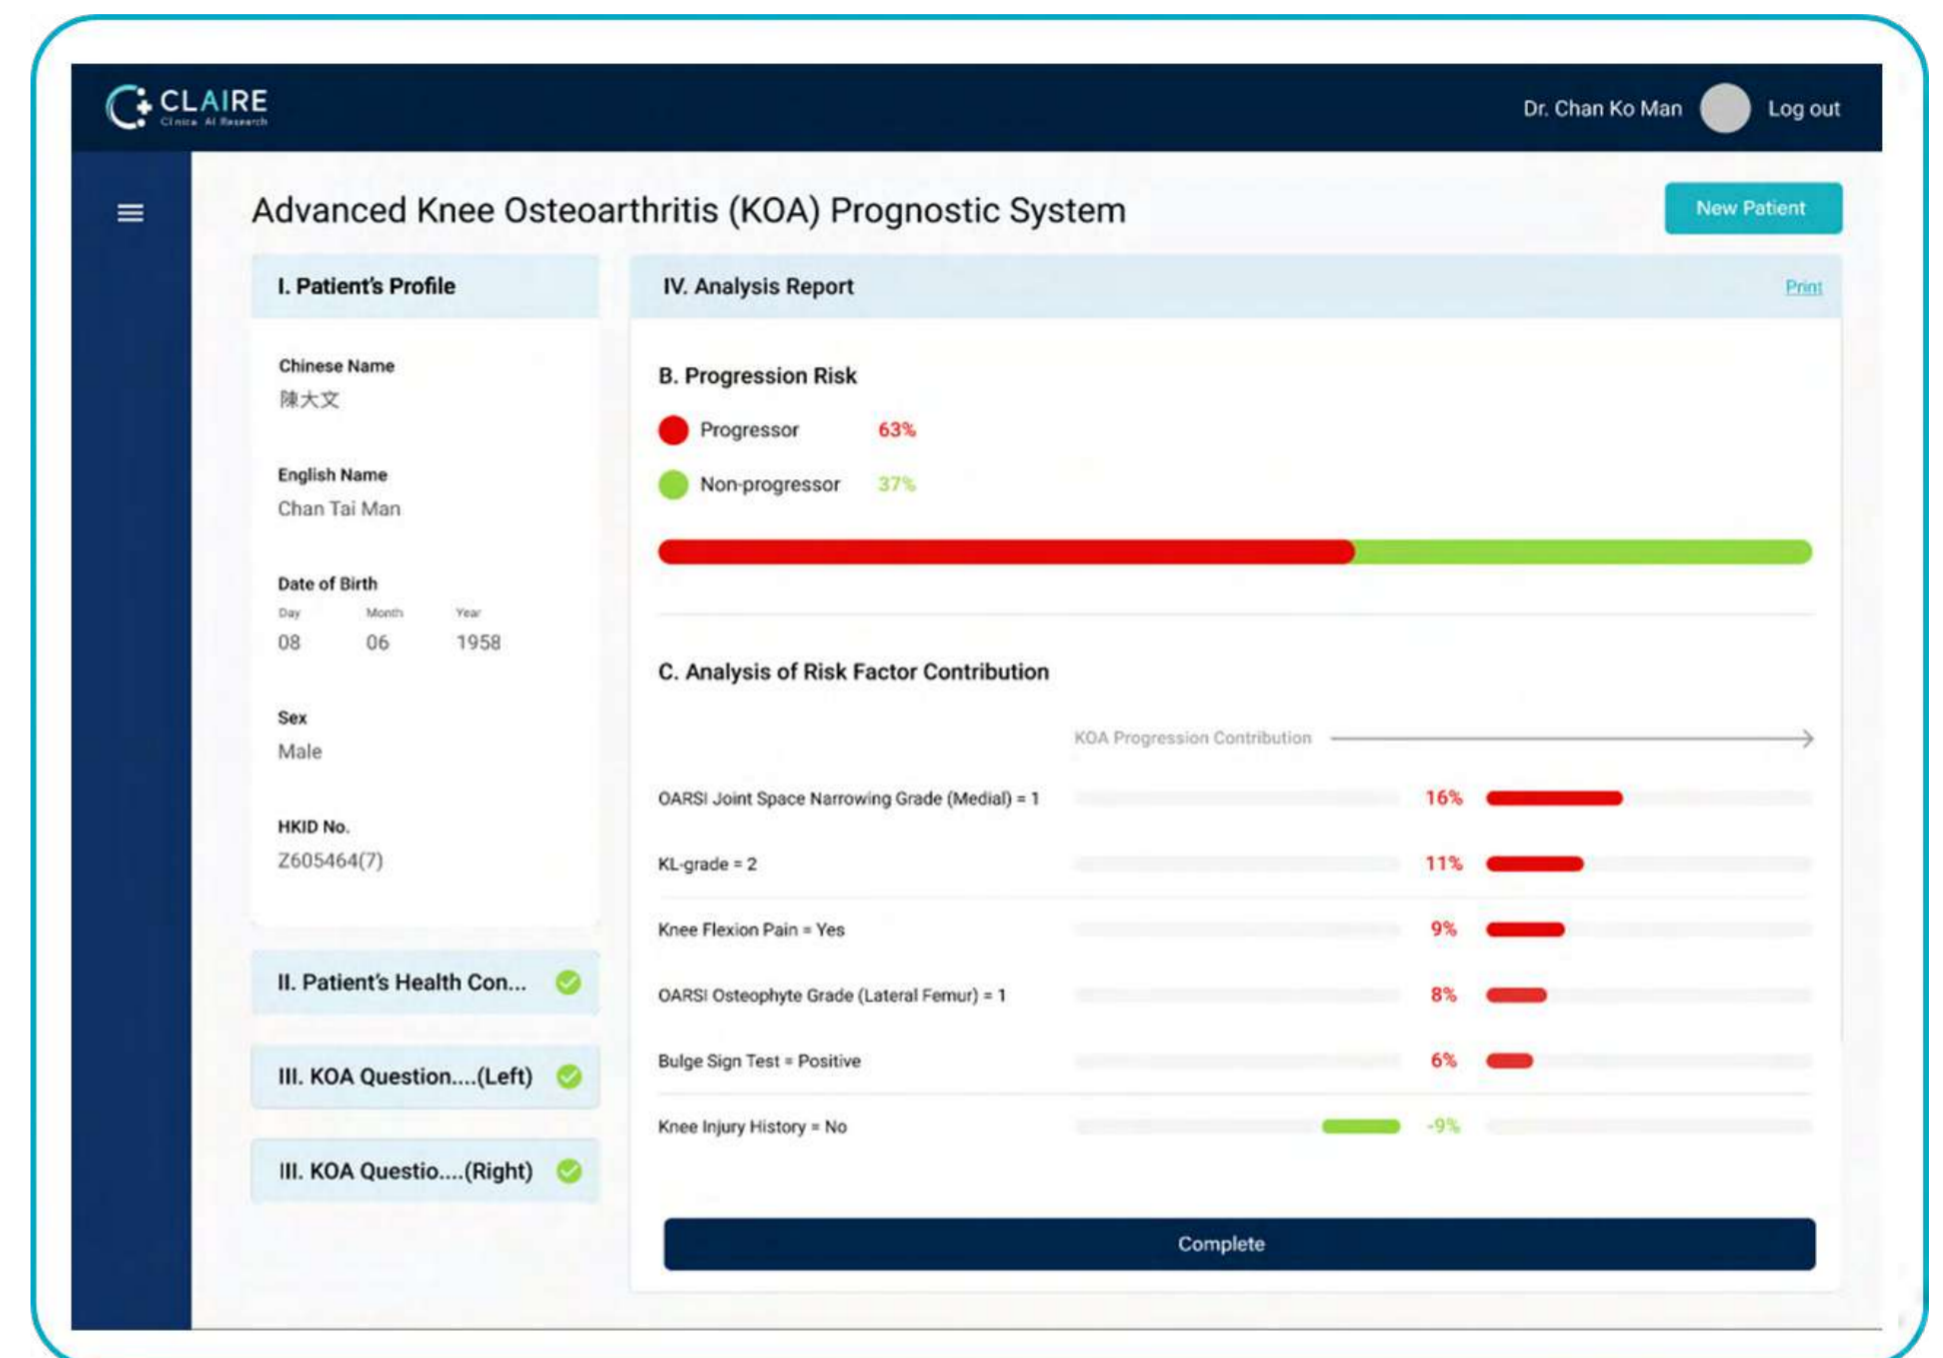 CLAIRE
Clinica AI Research
Dr. Chan Ko Man
Log out
Advanced Knee Osteoarthritis (KOA) Prognostic System
New Patient
I. Patient's Profile
Chinese Name
陳大文
English Name
Chan Tai Man
Date of Birth
Day Month Year
08 06 1958
Sex
Male
HKID No.
Z605464(7)
II. Patient's Health Con...
III. KOA Question....(Left)
III. KOA Questio....(Right)
IV. Analysis Report
Print
B. Progression Risk
Progressor 63%
Non-progressor 37%
C. Analysis of Risk Factor Contribution
KOA Progression Contribution
OARSI Joint Space Narrowing Grade (Medial) = 1 16%
KL-grade = 2 11%
Knee Flexion Pain = Yes 9%
OARSI Osteophyte Grade (Lateral Femur) = 1 8%
Bulge Sign Test = Positive 6%
Knee Injury History = No -9%
Complete